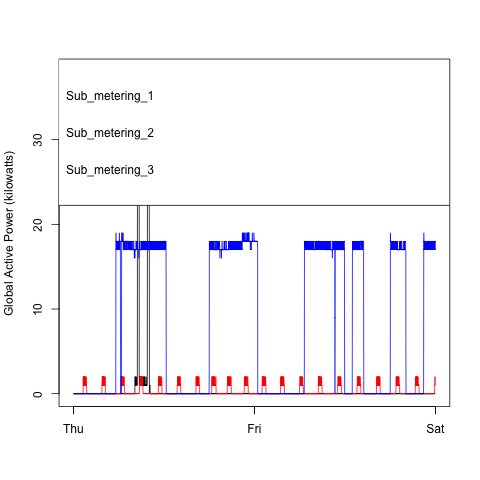 Sub_metering_1
Sub_metering_2
Sub_metering_3
Global Active Power (kilowatts)
30
20
10
0
Thu Fri Sat